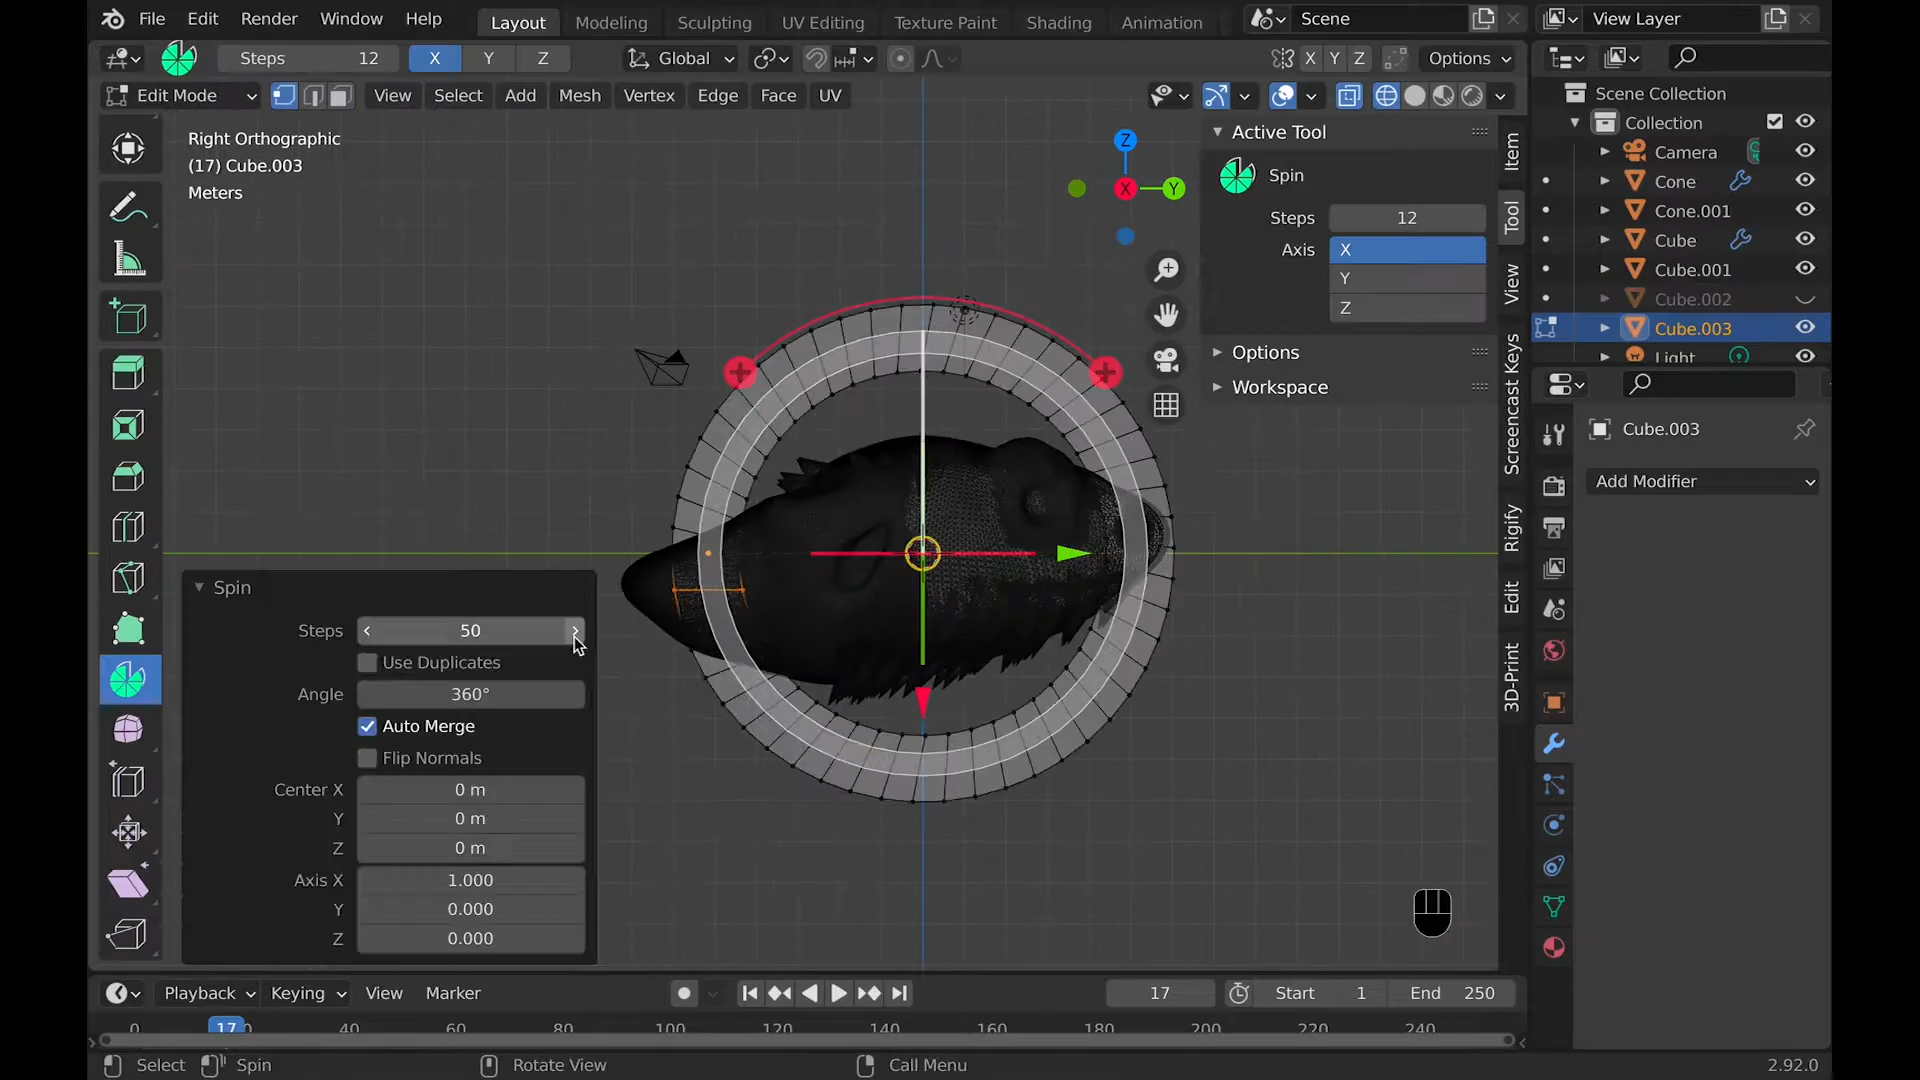 File Edit Render Window Help Layout Modeling Sculpting UV Editing Texture Paint Shading Animation Scene View Layer
Steps 12 X Y Z Global X Y Z Options
Edit Mode View Select Add Mesh Vertex Edge Face UV
Right Orthographic
(17) Cube.003
Meters
Z
X
Y
Active Tool
Spin
Steps 12
Axis X
Y
Z
Options
Workspace
Item
Tool
View
Screencast Keys
Rigify
Edit
3D-Print
Scene Collection
Collection
Camera
Cone
Cone.001
Cube
Cube.001
Cube.002
Cube.003
Light
Cube.003
Add Modifier
Spin
Steps 50
Use Duplicates
Angle 360°
Auto Merge
Flip Normals
Center X 0 m
Y 0 m
Z 0 m
Axis X 1.000
Y 0.000
Z 0.000
Playback Keying View Marker 17 Start 1 End 250
0 17 40 60 80 100 120 140 160 180 200 220 240
Select Spin Rotate View Call Menu 2.92.0